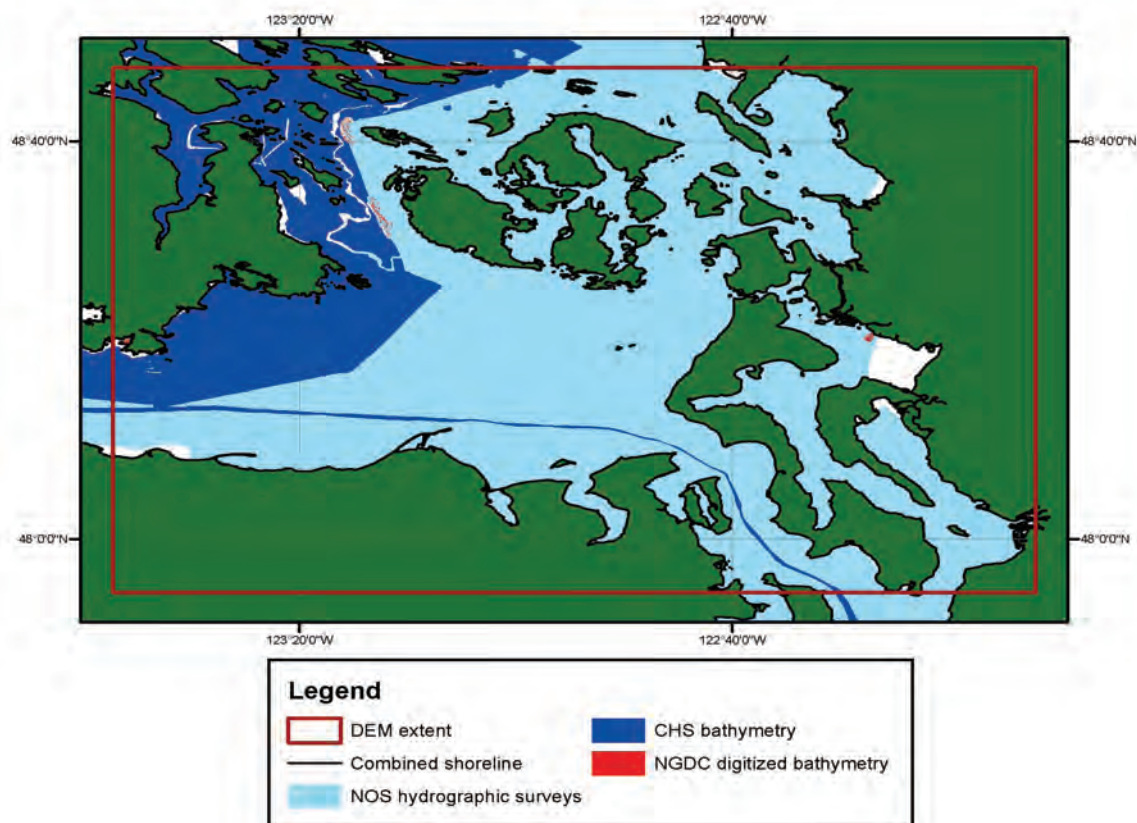 123°20'0"W
122°40'0"W
48°40'0"N
48°40'0"N
48°0'0"N
48°0'0"N
123°20'0"W
122°40'0"W
Legend
DEM extent
CHS bathymetry
Combined shoreline
NGDC digitized bathymetry
NOS hydrographic surveys